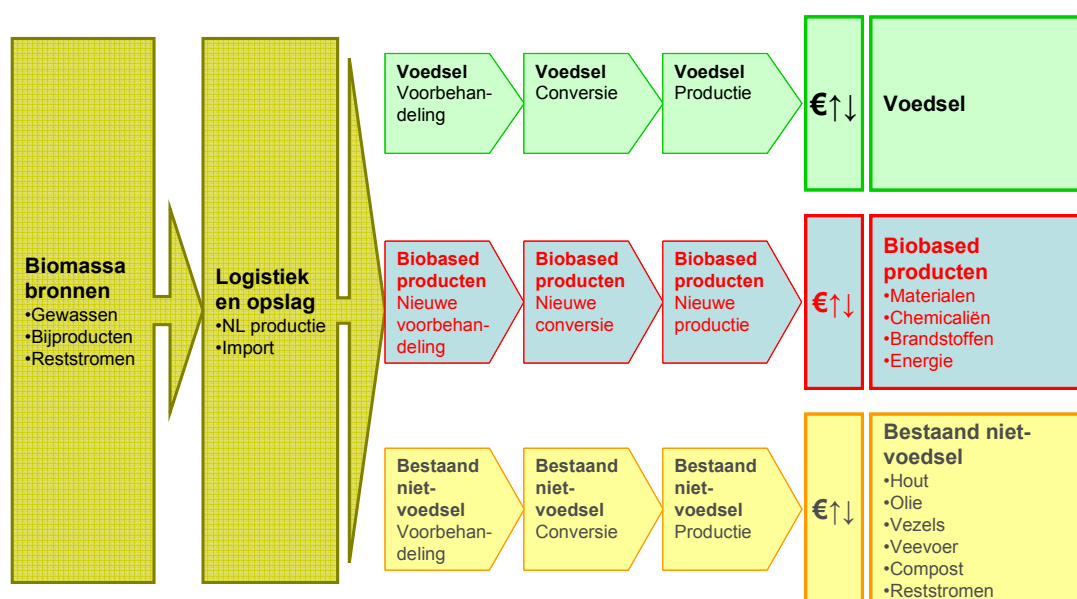 Biomassa
bronnen
•Gewassen
•Bijproducten
•Reststromen
Logistiek
en opslag
•NL productie
•Import
Voedsel
Voorbehan-
deling
Voedsel
Conversie
Voedsel
Productie
€↑↓
Voedsel
Biobased
producten
Nieuwe
voorbehan-
deling
Biobased
producten
Nieuwe
conversie
Biobased
producten
Nieuwe
productie
€↑↓
Biobased
producten
•Materialen
•Chemicaliën
•Brandstoffen
•Energie
Bestaand
niet-
voedsel
Voorbehan-
deling
Bestaand
niet-
voedsel
Conversie
Bestaand
niet-
voedsel
Productie
€↑↓
Bestaand niet-
voedsel
•Hout
•Olie
•Vezels
•Veevoer
•Compost
•Reststromen